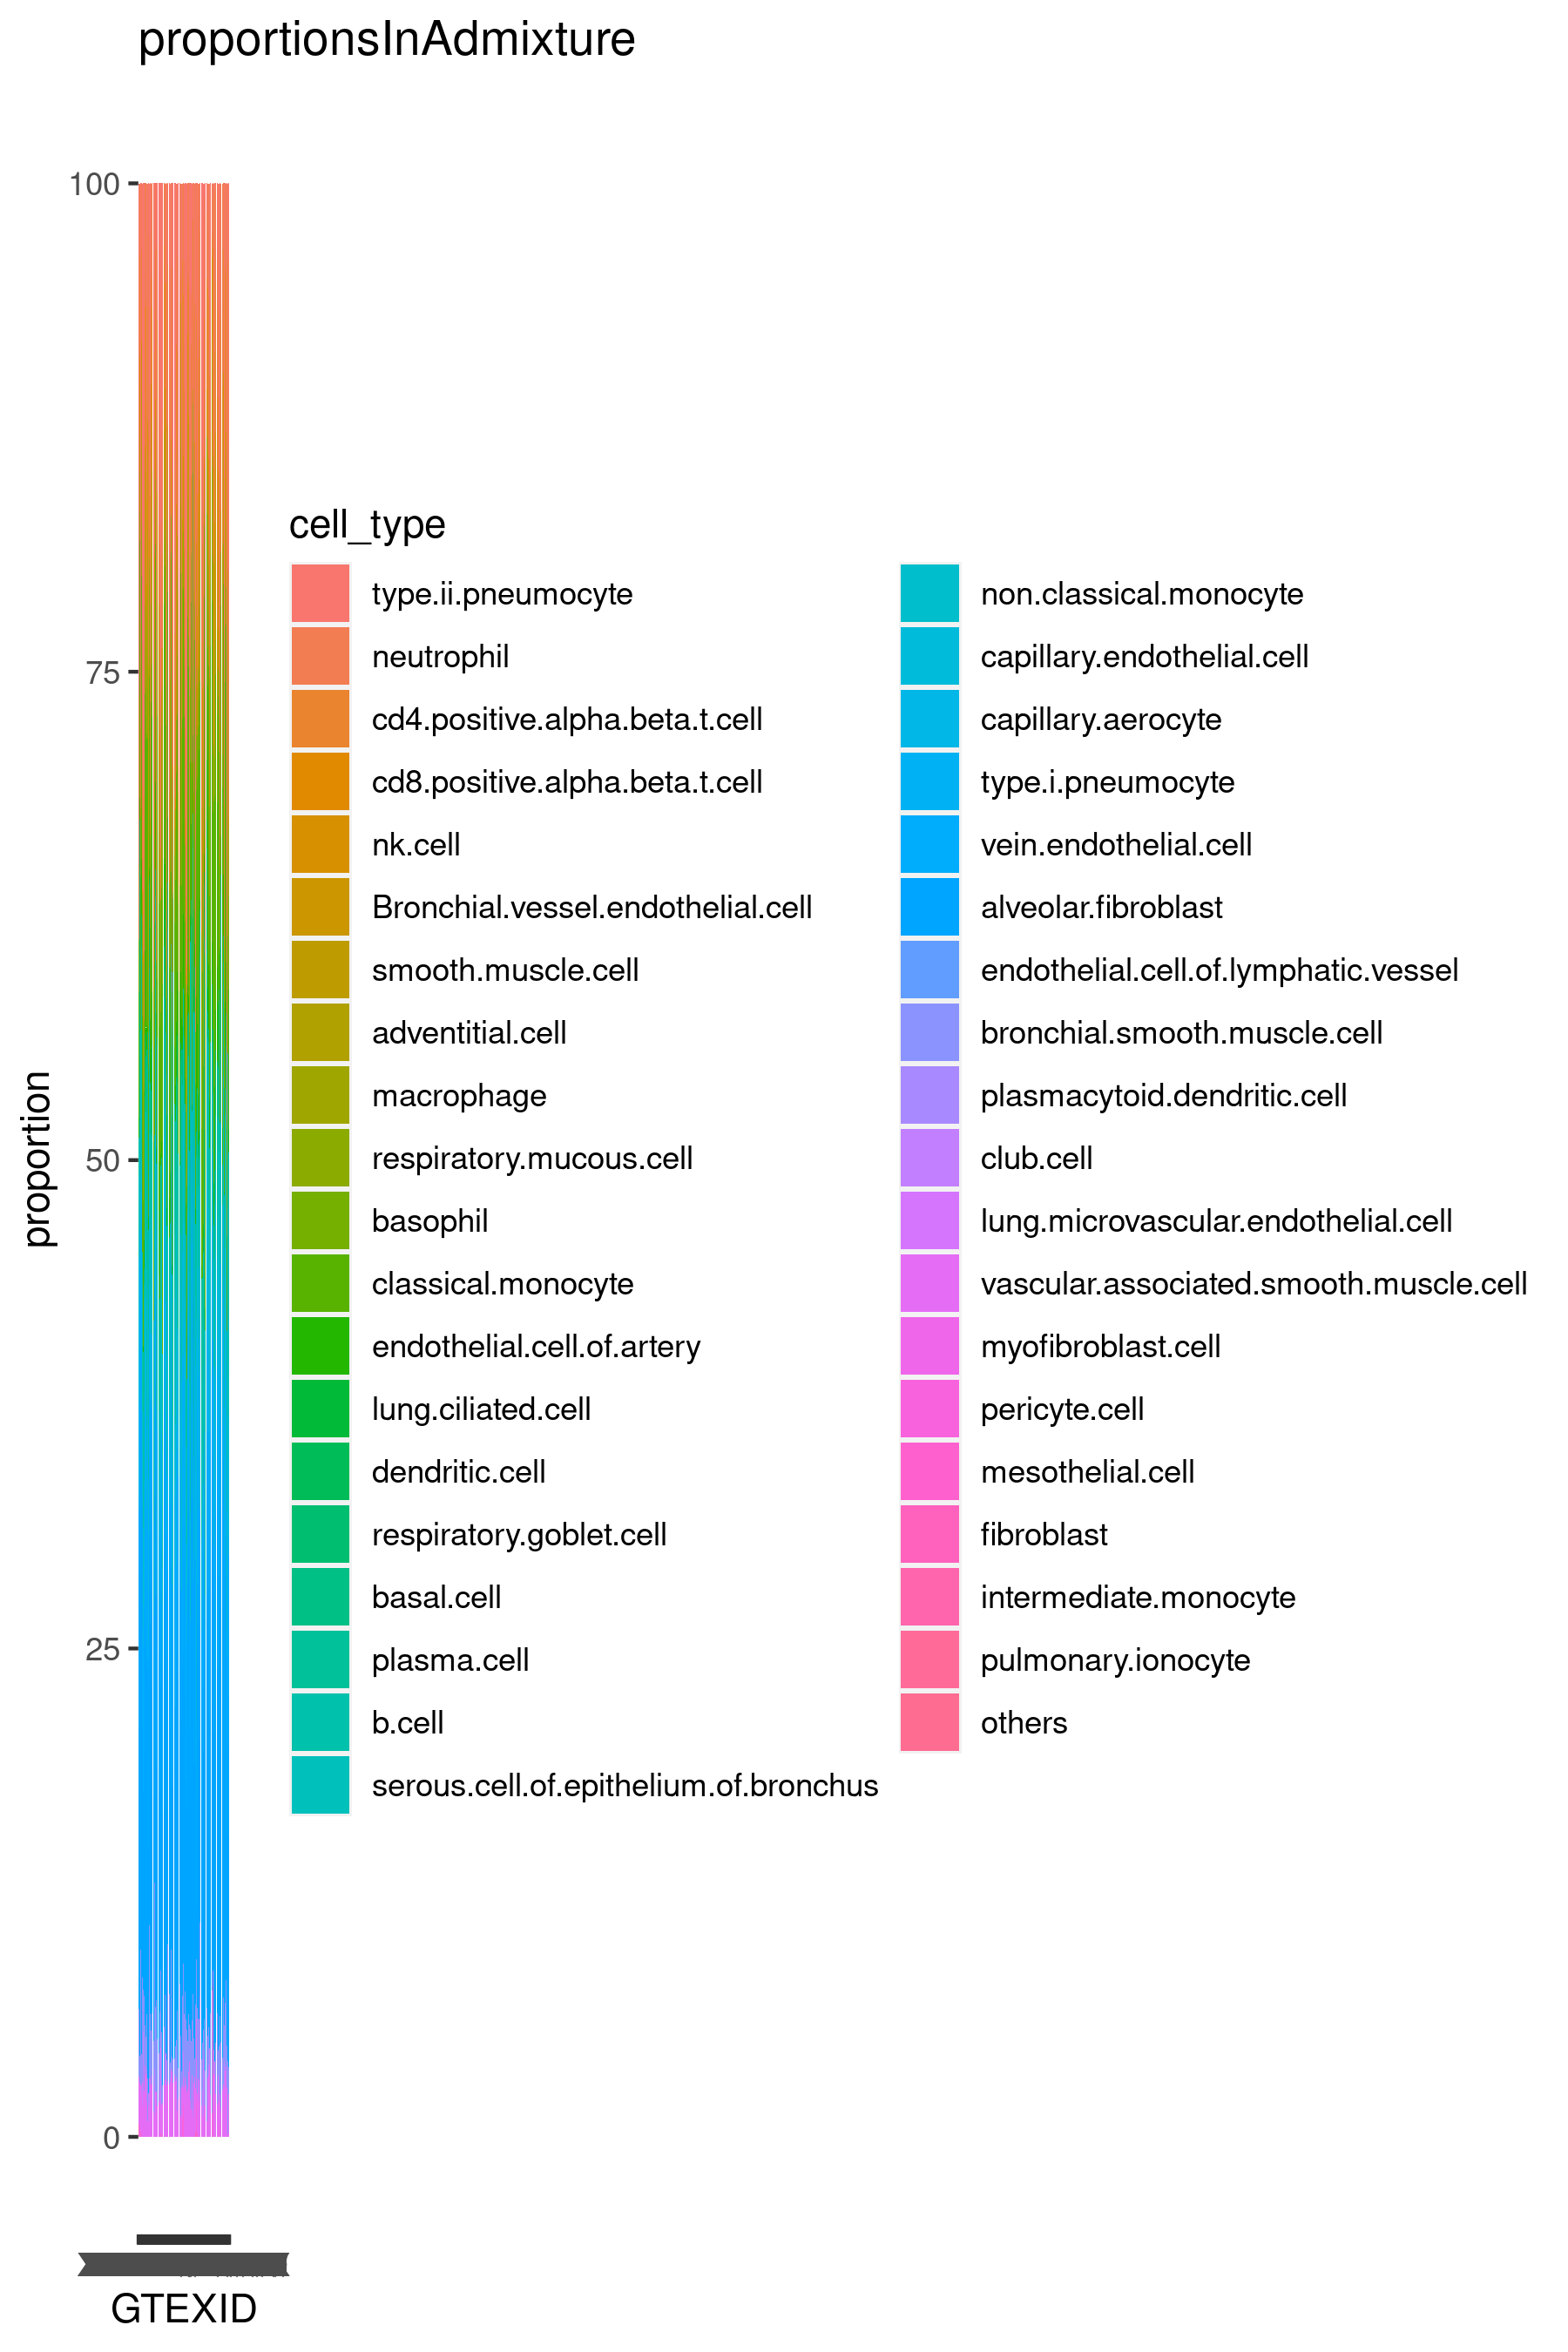 proportionsInAdmixture
100
75
50
25
0
proportion
GTEXID
cell_type
type.ii.pneumocyte
neutrophil
cd4.positive.alpha.beta.t.cell
cd8.positive.alpha.beta.t.cell
nk.cell
Bronchial.vessel.endothelial.cell
smooth.muscle.cell
adventitial.cell
macrophage
respiratory.mucous.cell
basophil
classical.monocyte
endothelial.cell.of.artery
lung.ciliated.cell
dendritic.cell
respiratory.goblet.cell
basal.cell
plasma.cell
b.cell
serous.cell.of.epithelium.of.bronchus
non.classical.monocyte
capillary.endothelial.cell
capillary.aerocyte
type.i.pneumocyte
vein.endothelial.cell
alveolar.fibroblast
endothelial.cell.of.lymphatic.vessel
bronchial.smooth.muscle.cell
plasmacytoid.dendritic.cell
club.cell
lung.microvascular.endothelial.cell
vascular.associated.smooth.muscle.cell
myofibroblast.cell
pericyte.cell
mesothelial.cell
fibroblast
intermediate.monocyte
pulmonary.ionocyte
others